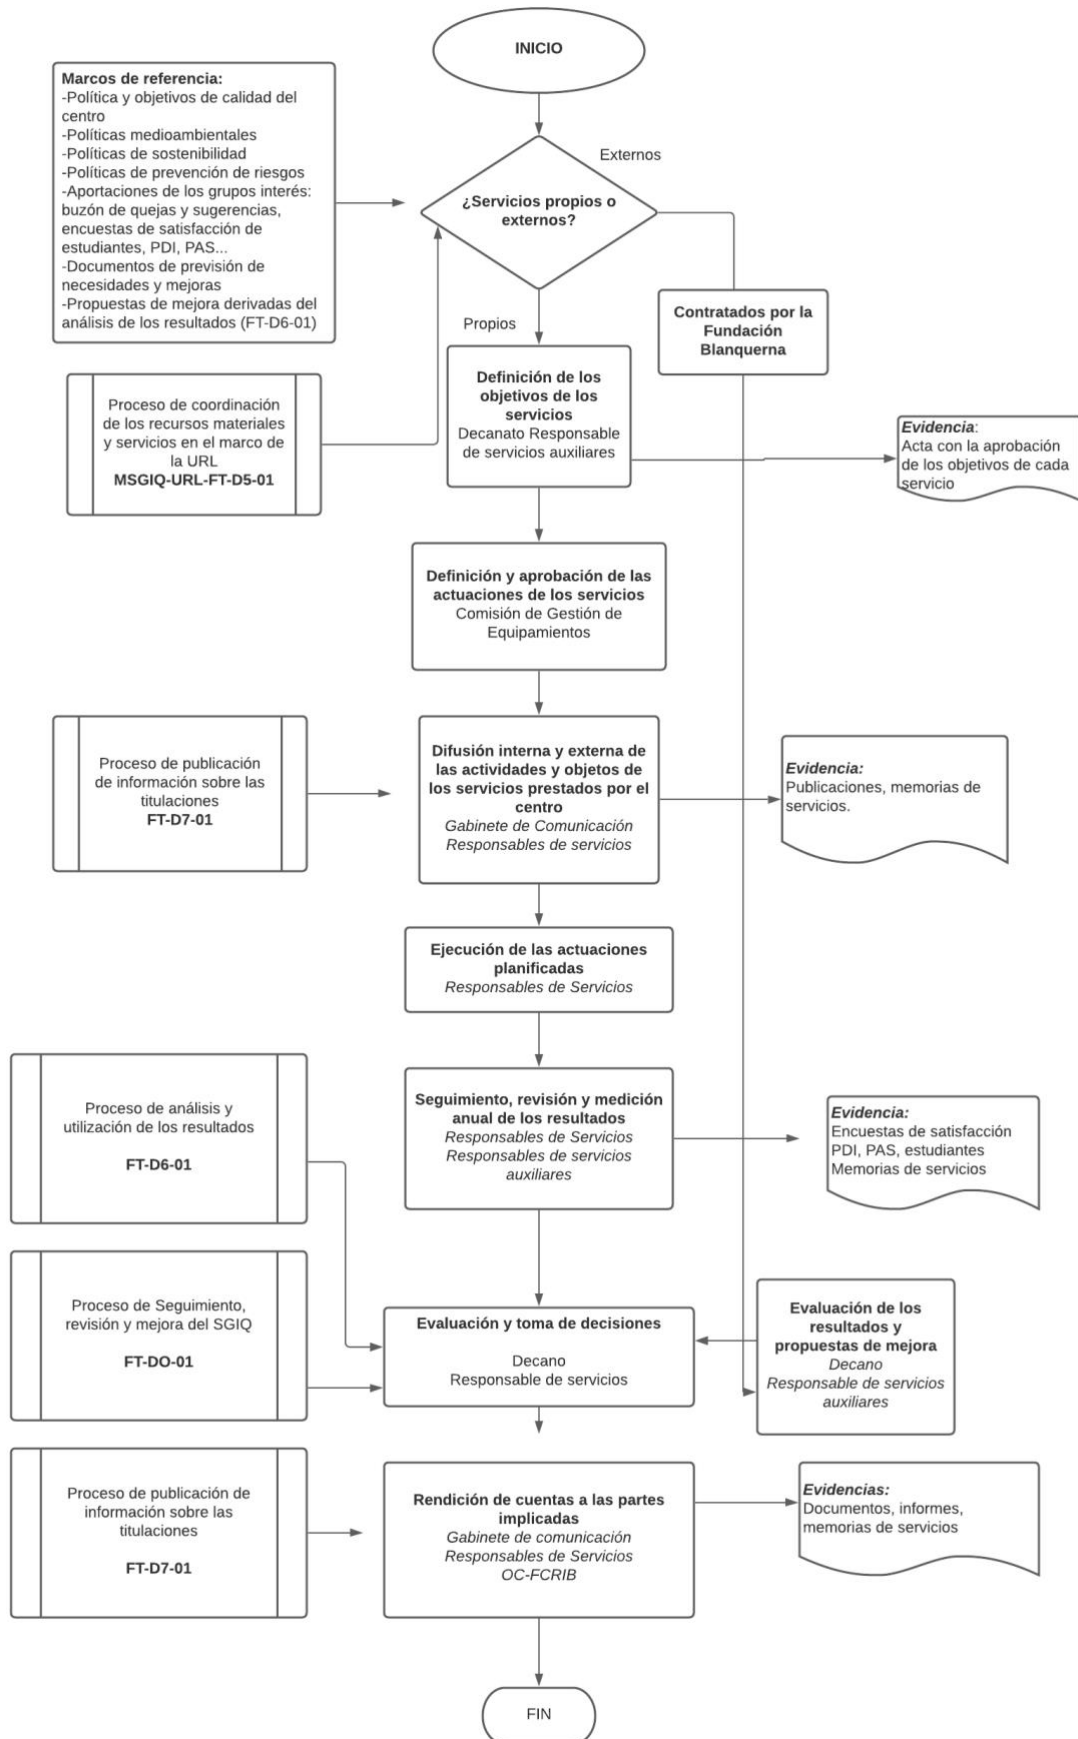 INICIO
Marcos de referencia:
-Política y objetivos de calidad del
centro
-Políticas medioambientales
-Políticas de sostenibilidad
-Políticas de prevención de riesgos
-Aportaciones de los grupos interés:
buzón de quejas y sugerencias,
encuestas de satisfacción de
estudiantes, PDI, PAS...
-Documentos de previsión de
necesidades y mejoras
-Propuestas de mejora derivadas del
análisis de los resultados (FT-D6-01)
Externos
¿Servicios propios o
externos?
Propios
Contratados por la
Fundación
Blanquerna
Proceso de coordinación
de los recursos materiales
y servicios en el marco de
la URL
MSGIQ-URL-FT-D5-01
Definición de los
objetivos de los
servicios
Decanato Responsable
de servicios auxiliares
Evidencia:
Acta con la aprobación
de los objetivos de cada
servicio
Definición y aprobación de las
actuaciones de los servicios
Comisión de Gestión de
Equipamientos
Proceso de publicación
de información sobre las
titulaciones
FT-D7-01
Difusión interna y externa de
las actividades y objetos de
los servicios prestados por el
centro
Gabinete de Comunicación
Responsables de servicios
Evidencia:
Publicaciones, memorias de
servicios.
Ejecución de las actuaciones
planificadas
Responsables de Servicios
Proceso de análisis y
utilización de los resultados
FT-D6-01
Seguimiento, revisión y medición
anual de los resultados
Responsables de Servicios
Responsables de servicios
auxiliares
Evidencia:
Encuestas de satisfacción
PDI, PAS, estudiantes
Memorias de servicios
Proceso de Seguimiento,
revisión y mejora del SGIQ
FT-DO-01
Evaluación y toma de decisiones
Decano
Responsable de servicios
Evaluación de los
resultados y
propuestas de mejora
Decano
Responsable de servicios
auxiliares
Proceso de publicación de
información sobre las
titulaciones
FT-D7-01
Rendición de cuentas a las partes
implicadas
Gabinete de comunicación
Responsables de Servicios
OC-FCRIB
Evidencias:
Documentos, informes,
memorias de servicios
FIN